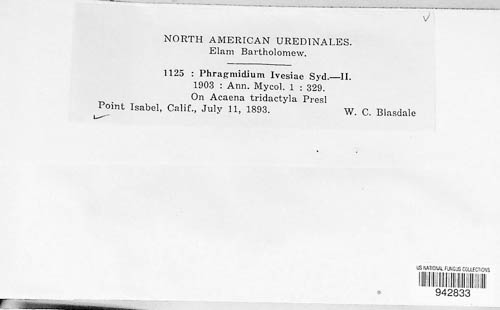 NORTH AMERICAN UREDINALES.
Elam Bartholomew.
1125 : Phragmidium Ivesiae Syd.—II.
1903 : Ann. Mycol. 1 : 329.
On Acaena tridactyla Presl
Point Isabel, Calif., July 11, 1893. W. C. Blasdale
US NATIONAL FUNGUS COLLECTIONS
942833